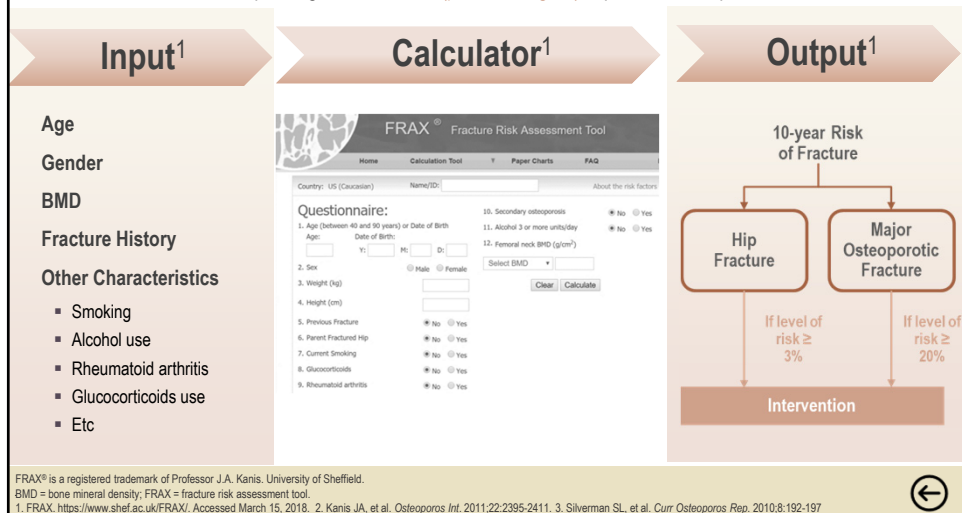 Input1
Calculator1
Output1
Age
Gender
BMD
Fracture History
Other Characteristics
▪ Smoking
▪ Alcohol use
▪ Rheumatoid arthritis
▪ Glucocorticoids use
▪ Etc
FRAX ® Fracture Risk Assessment Tool
Home Calculation Tool Paper Charts FAQ
Country: US (Caucasian) Name/ID: About the risk factors
Questionnaire:
1. Age (between 40 and 90 years) or Date of Birth
Age: Date of Birth:
Y: M: D:
2. Sex Male Female
3. Weight (kg)
4. Height (cm)
5. Previous Fracture No Yes
6. Parent Fractured Hip No Yes
7. Current Smoking No Yes
8. Glucocorticoids No Yes
9. Rheumatoid arthritis No Yes
10. Secondary osteoporosis No Yes
11. Alcohol 3 or more units/day No Yes
12. Femoral neck BMD (g/cm2)
Select BMD
Clear Calculate
10-year Risk
of Fracture
Hip
Fracture
Major
Osteoporotic
Fracture
If level of
risk ≥
3%
If level of
risk ≥
20%
Intervention
FRAX® is a registered trademark of Professor J.A. Kanis. University of Sheffield.
BMD = bone mineral density; FRAX = fracture risk assessment tool.
1. FRAX. https://www.shef.ac.uk/FRAX/. Accessed March 15, 2018. 2. Kanis JA, et al. Osteoporos Int. 2011;22:2395-2411. 3. Silverman SL, et al. Curr Osteoporos Rep. 2010;8:192-197